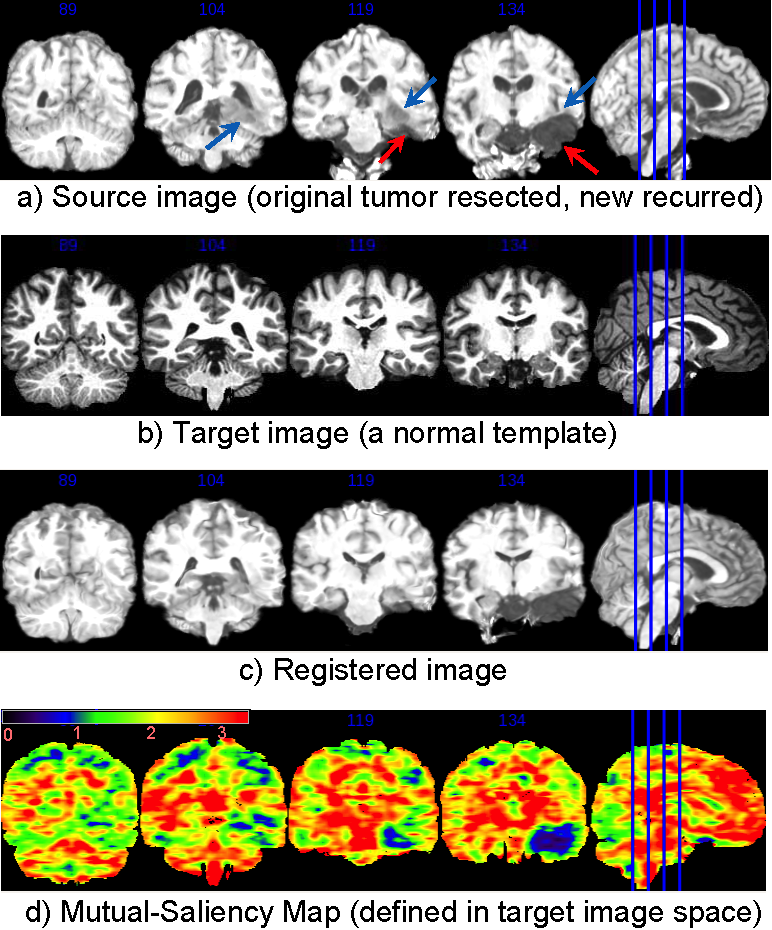 89 104 119 134
a) Source image (original tumor resected, new recurred)
89 104 119 134
b) Target image (a normal template)
89 104 119 134
c) Registered image
0 1 2 3 119 134
d) Mutual-Saliency Map (defined in target image space)